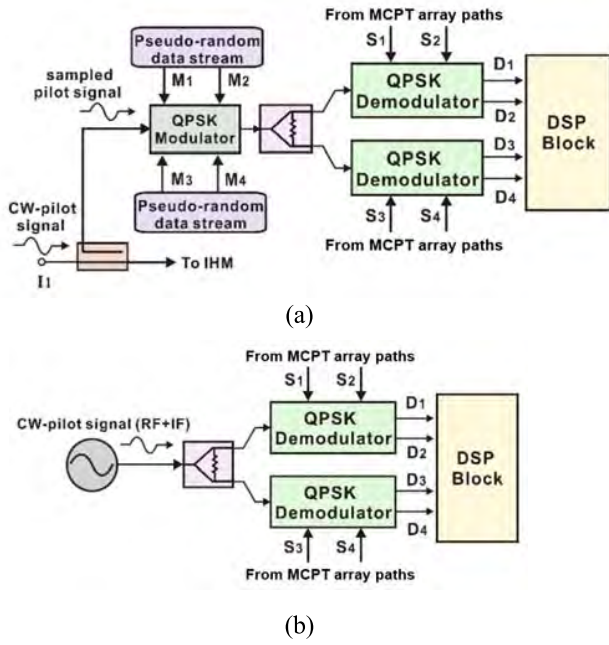 From MCPT array paths
S1 S2
Pseudo-random
data stream
M1 M2
sampled
pilot signal
QPSK
Modulator
QPSK
Demodulator
D1
D2
DSP
Block
QPSK
Demodulator
D3
D4
M3 M4
Pseudo-random
data stream
S3 S4
From MCPT array paths
CW-pilot
signal
I1
To IHM
(a)
From MCPT array paths
S1 S2
CW-pilot signal (RF+IF)
QPSK
Demodulator
D1
D2
DSP
Block
QPSK
Demodulator
D3
D4
S3 S4
From MCPT array paths
(b)